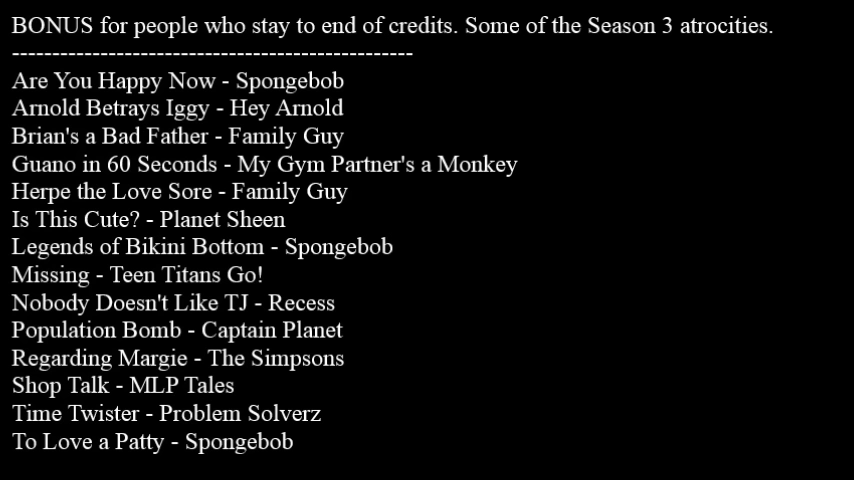 BONUS for people who stay to end of credits. Some of the Season 3 atrocities.
--------------------------------------------------
Are You Happy Now - Spongebob
Arnold Betrays Iggy - Hey Arnold
Brian's a Bad Father - Family Guy
Guano in 60 Seconds - My Gym Partner's a Monkey
Herpe the Love Sore - Family Guy
Is This Cute? - Planet Sheen
Legends of Bikini Bottom - Spongebob
Missing - Teen Titans Go!
Nobody Doesn't Like TJ - Recess
Population Bomb - Captain Planet
Regarding Margie - The Simpsons
Shop Talk - MLP Tales
Time Twister - Problem Solverz
To Love a Patty - Spongebob